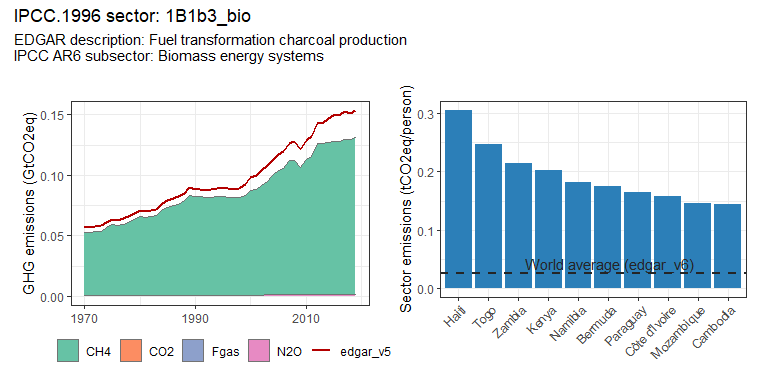 IPCC.1996 sector: 1B1b3_bio
EDGAR description: Fuel transformation charcoal production
IPCC AR6 subsector: Biomass energy systems
GHG emissions (GtCO2eq)
0.15
0.10
0.05
0.00
1970
1990
2010
CH4 CO2 Fgas N2O edgar_v5
Sector emissions (tCO2eq/person)
0.3
0.2
0.1
0.0
World average (edgar_v6)
Haiti
Togo
Zambia
Kenya
Namibia
Bermuda
Paraguay
Côte d'Ivoire
Mozambique
Cambodia